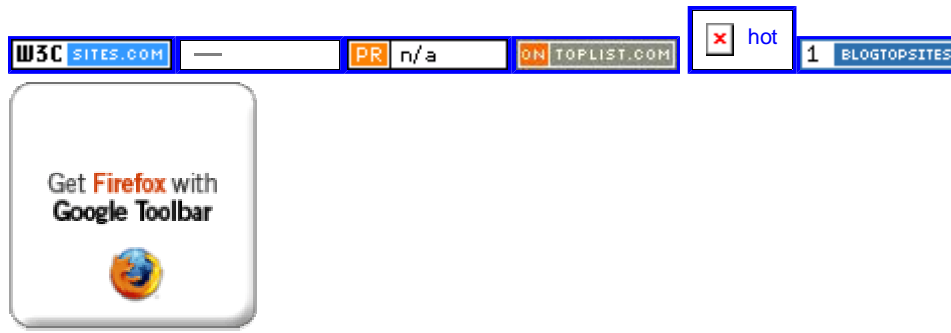 W3C SITES.COM — PR n/a ON TOPLIST.COM hot 1 BLOGTOPSITES
Get Firefox with
Google Toolbar